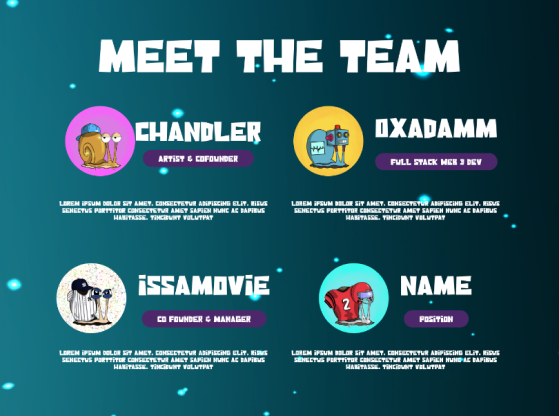 MEET THE TEAM
CHANDLER
ARTIST & COFOUNDER
LOREM IPSUM DOLOR SIT AMET, CONSECTETUR ADIPISCING ELIT. RISUS
SENECTUS PORTTITOR CONSECTETUR AMET SAPIEN NUNC AC DAPIBUS
HABITASSE. TINCIDUNT VOLUTPAT
0XADAMM
FULL STACK WEB 3 DEV
LOREM IPSUM DOLOR SIT AMET, CONSECTETUR ADIPISCING ELIT. RISUS
SENECTUS PORTTITOR CONSECTETUR AMET SAPIEN NUNC AC DAPIBUS
HABITASSE. TINCIDUNT VOLUTPAT
ISSAMOVIE
CO FOUNDER & MANAGER
LOREM IPSUM DOLOR SIT AMET, CONSECTETUR ADIPISCING ELIT. RISUS
SENECTUS PORTTITOR CONSECTETUR AMET SAPIEN NUNC AC DAPIBUS
HABITASSE. TINCIDUNT VOLUTPAT
2
NAME
POSITION
LOREM IPSUM DOLOR SIT AMET, CONSECTETUR ADIPISCING ELIT. RISUS
SENECTUS PORTTITOR CONSECTETUR AMET SAPIEN NUNC AC DAPIBUS
HABITASSE. TINCIDUNT VOLUTPAT